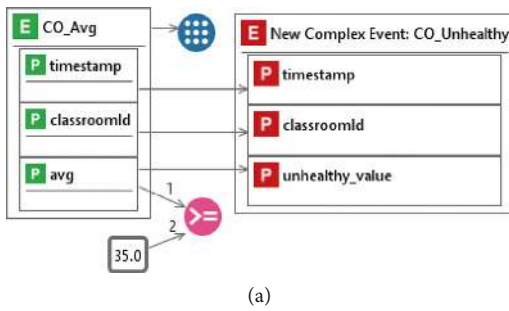 E CO_Avg
P timestamp
P classroomId
P avg
E New Complex Event: CO_Unhealthy
P timestamp
P classroomId
P unhealthy_value
1
2
>=
35.0
(a)